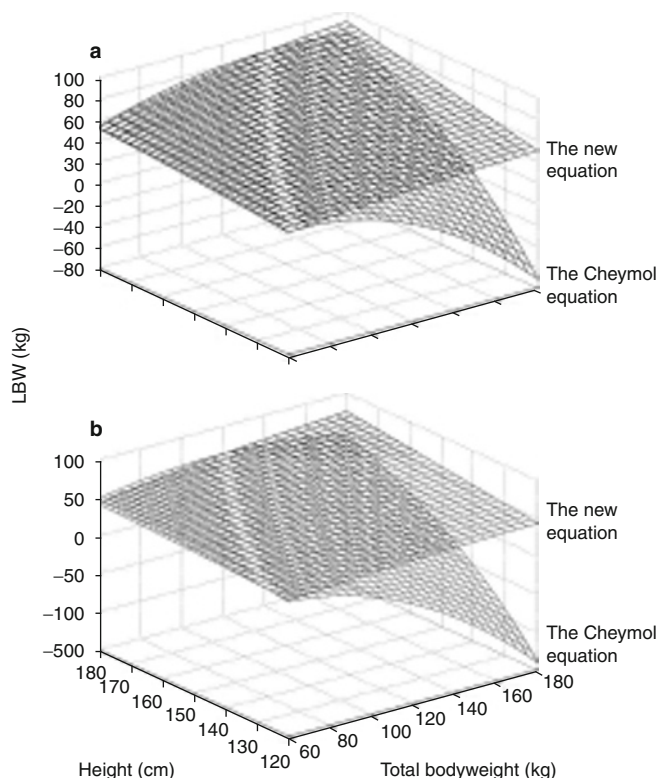 a
100
80
60
40
30
0
−20
−40
−60
−80
The new
equation
The Cheymol
equation
LBW (kg)
b
100
50
0
−50
−100
−500
The new
equation
The Cheymol
equation
180
170
160
150
140
130
120
60
80
100
120
140
160
180
Height (cm)
Total bodyweight (kg)